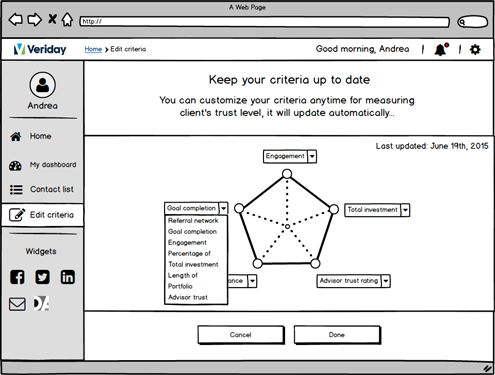 A Web Page
http://
Veriday
Home > Edit criteria
Good morning, Andrea
Andrea
Home
My dashboard
Contact list
Edit criteria
Widgets
Keep your criteria up to date
You can customize your criteria anytime for measuring
client's trust level, it will update automatically...
Last updated: June 19th, 2015
Engagement
Goal completion
Total investment
Referral network
Goal completion
Engagement
Percentage of
Total investment
Length of
Portfolio
Advisor trust
ance
Advisor trust rating
Cancel
Done